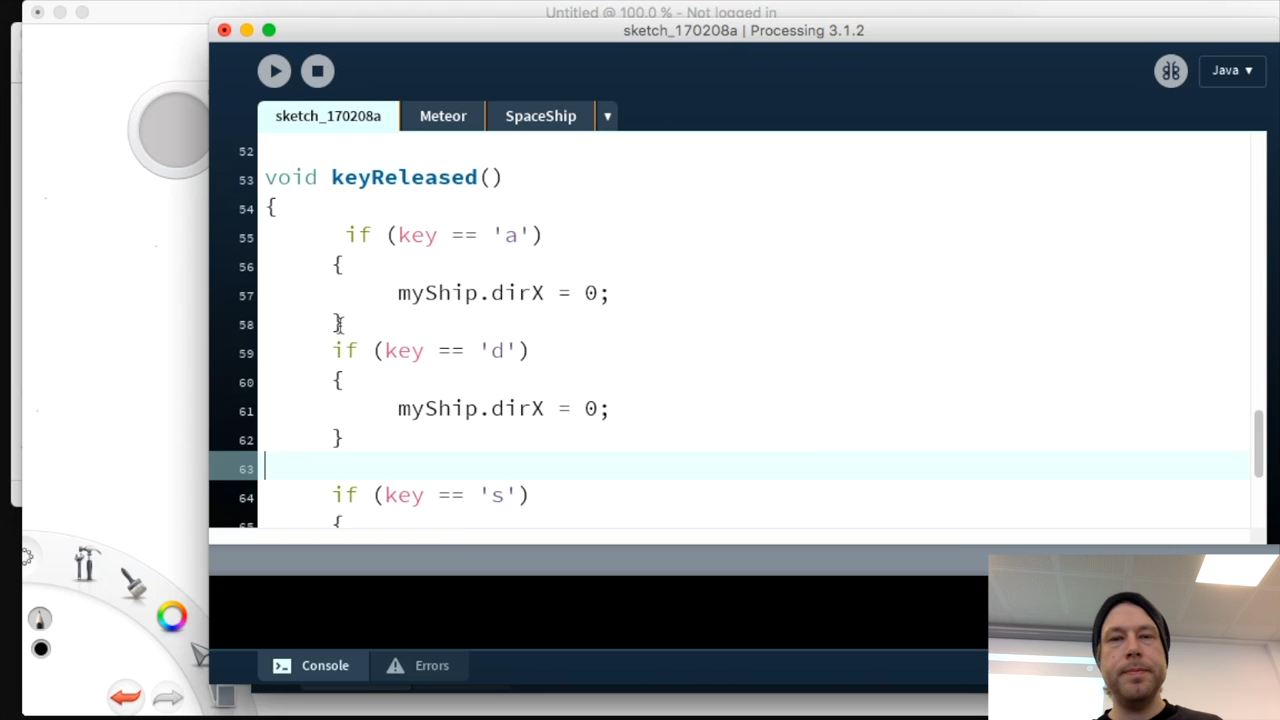 Untitled @ 100.0 % - Not logged in
sketch_170208a | Processing 3.1.2
Java ▾
sketch_170208a Meteor SpaceShip ▾
52
53 void keyReleased()
54 {
55 if (key == 'a')
56 {
57 myShip.dirX = 0;
58 }
59 if (key == 'd')
60 {
61 myShip.dirX = 0;
62 }
63
64 if (key == 's')
65 {
Console Errors